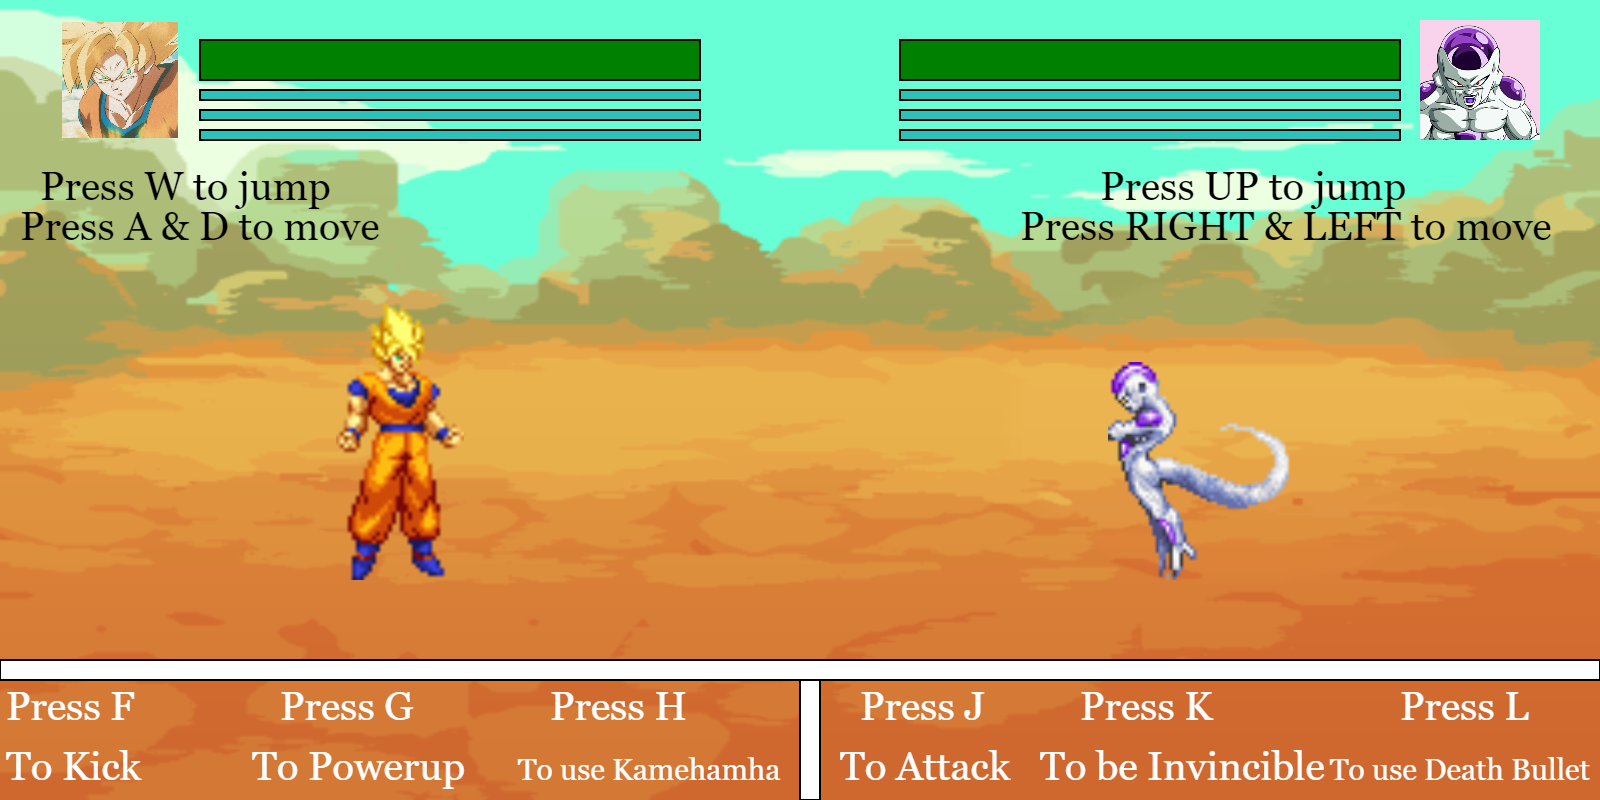 Press W to jump
Press A & D to move
Press UP to jump
Press RIGHT & LEFT to move
Press F
To Kick
Press G
To Powerup
Press H
To use Kamehamha
Press J
To Attack
Press K
To be Invincible
Press L
To use Death Bullet